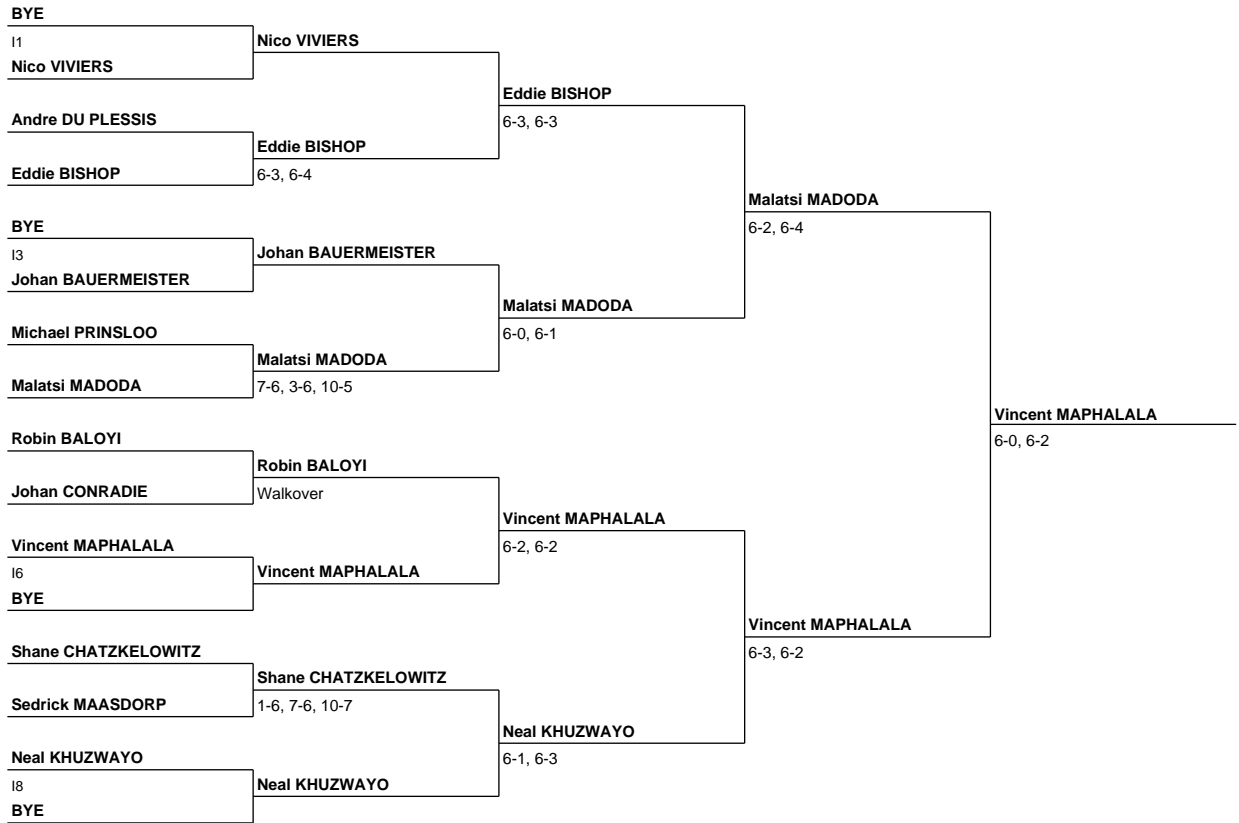 BYE
I1
Nico VIVIERS
Andre DU PLESSIS
Eddie BISHOP
BYE
I3
Johan BAUERMEISTER
Michael PRINSLOO
Malatsi MADODA
Robin BALOYI
Johan CONRADIE
Vincent MAPHALALA
I6
BYE
Shane CHATZKELOWITZ
Sedrick MAASDORP
Neal KHUZWAYO
I8
BYE
Nico VIVIERS
Eddie BISHOP
6-3, 6-4
Johan BAUERMEISTER
Malatsi MADODA
7-6, 3-6, 10-5
Robin BALOYI
Walkover
Vincent MAPHALALA
Shane CHATZKELOWITZ
1-6, 7-6, 10-7
Neal KHUZWAYO
Eddie BISHOP
6-3, 6-3
Malatsi MADODA
6-0, 6-1
Vincent MAPHALALA
6-2, 6-2
Neal KHUZWAYO
6-1, 6-3
Malatsi MADODA
6-2, 6-4
Vincent MAPHALALA
6-3, 6-2
Vincent MAPHALALA
6-0, 6-2